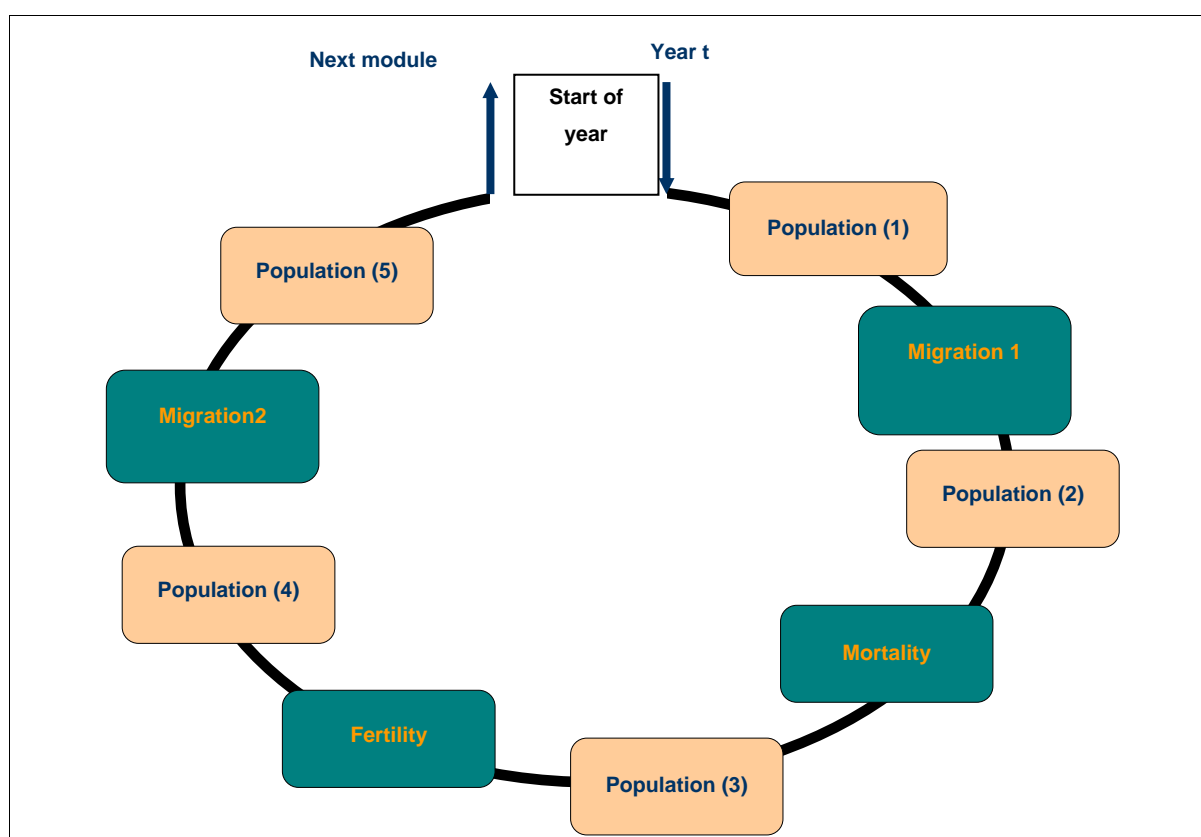 Next module
Year t
Start of
year
Population (1)
Population (5)
Migration 1
Migration2
Population (2)
Population (4)
Mortality
Fertility
Population (3)